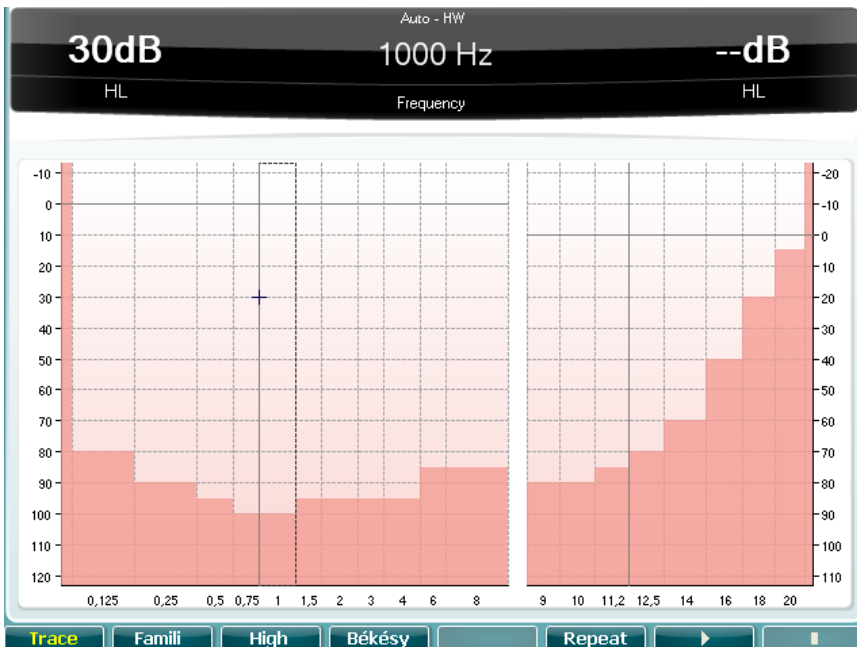 Auto - HW
30dB 1000 Hz --dB
HL Frequency HL
-10 -20
0 -10
10 0
20 10
30 20
40 30
50 40
60 50
70 60
80 70
90 80
100 90
110 100
120 110
0,125 0,25 0,5 0,75 1 1,5 2 3 4 6 8 9 10 11,2 12,5 14 16 18 20
Trace Famili High Békésy Repeat